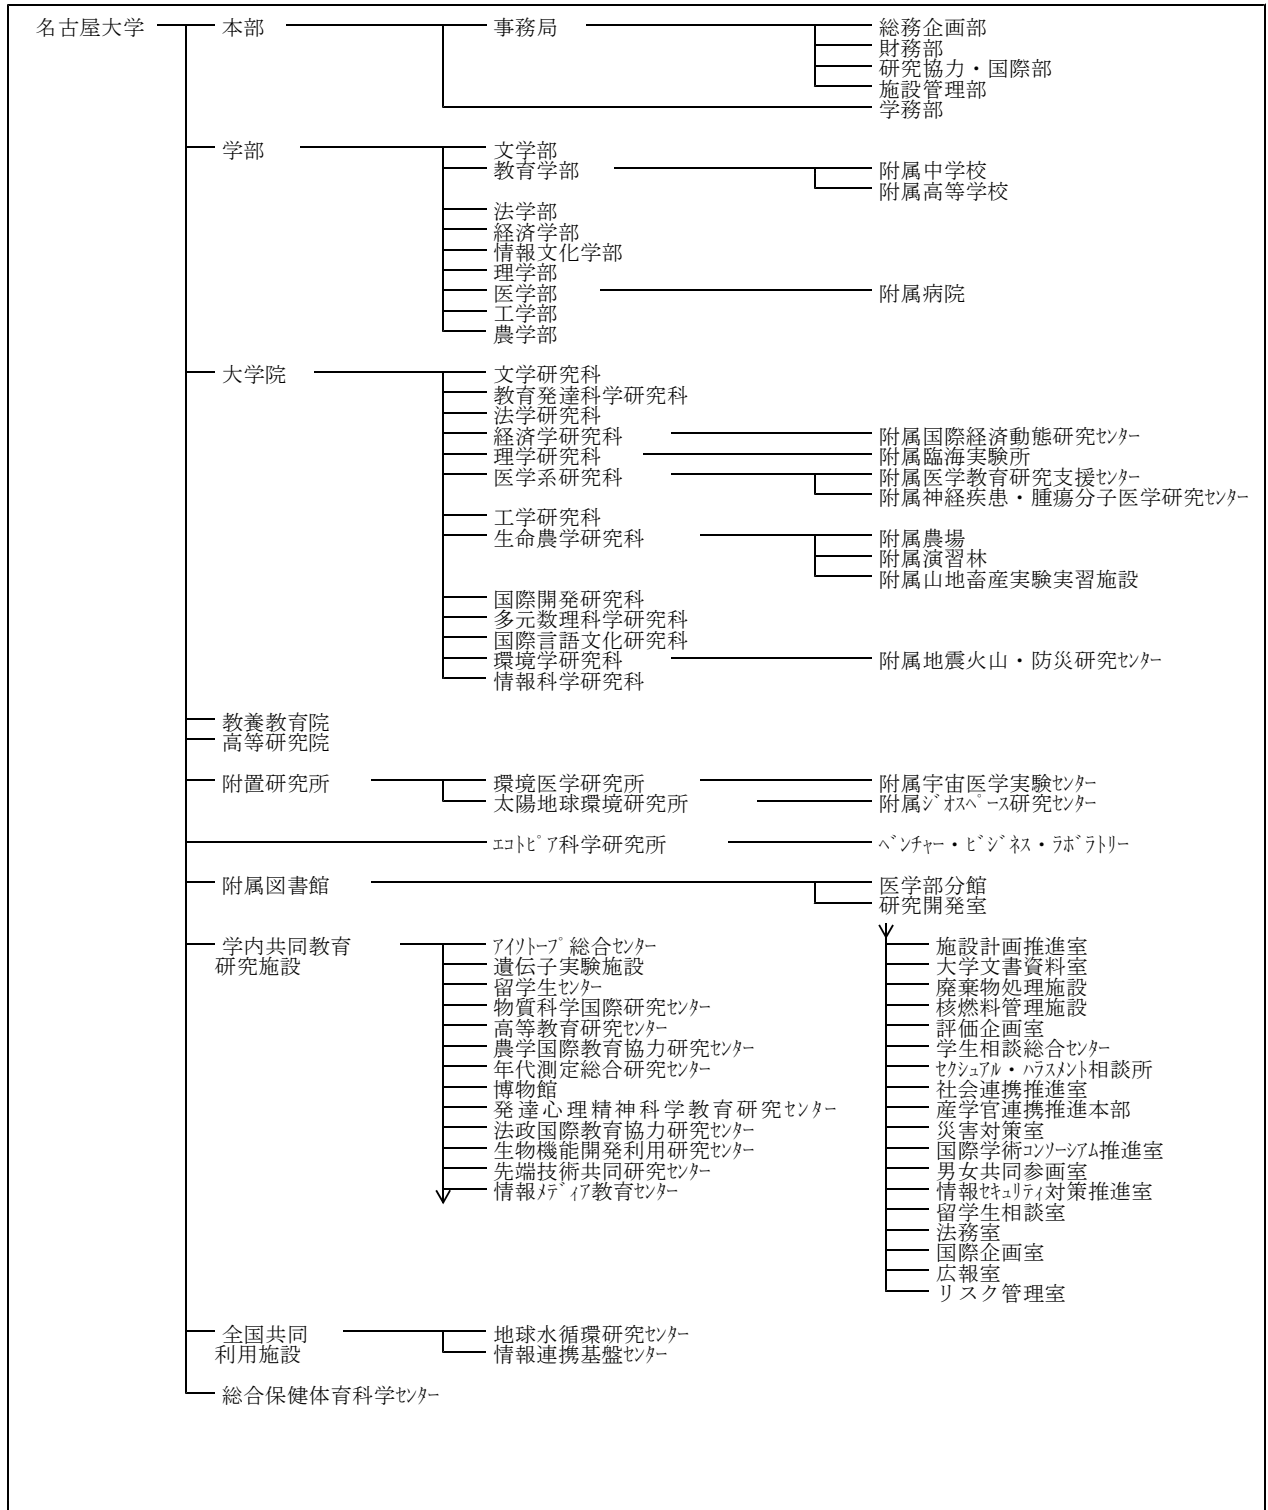 名古屋大学 本部 事務局 総務企画部
財務部
研究協力・国際部
施設管理部
学務部
学部 文学部
教育学部 附属中学校
附属高等学校
法学部
経済学部
情報文化学部
理学部
医学部 附属病院
工学部
農学部
大学院 文学研究科
教育発達科学研究科
法学研究科
経済学研究科 附属国際経済動態研究ｾﾝﾀｰ
理学研究科 附属臨海実験所
医学系研究科 附属医学教育研究支援ｾﾝﾀｰ
附属神経疾患・腫瘍分子医学研究ｾﾝﾀｰ
工学研究科
生命農学研究科 附属農場
附属演習林
附属山地畜産実験実習施設
国際開発研究科
多元数理科学研究科
国際言語文化研究科
環境学研究科 附属地震火山・防災研究ｾﾝﾀｰ
情報科学研究科
教養教育院
高等研究院
附置研究所 環境医学研究所 附属宇宙医学実験ｾﾝﾀｰ
太陽地球環境研究所 附属ｼﾞｵｽﾍﾟｰｽ研究ｾﾝﾀｰ
ｴｺﾄﾋﾟｱ科学研究所 ﾍﾞﾝﾁｬｰ・ﾋﾞｼﾞﾈｽ・ﾗﾎﾞﾗﾄﾘｰ
附属図書館 医学部分館
研究開発室
学内共同教育
研究施設
ｱｲｿﾄｰﾌﾟ総合ｾﾝﾀｰ
遺伝子実験施設
留学生ｾﾝﾀｰ
物質科学国際研究ｾﾝﾀｰ
高等教育研究ｾﾝﾀｰ
農学国際教育協力研究ｾﾝﾀｰ
年代測定総合研究ｾﾝﾀｰ
博物館
発達心理精神科学教育研究ｾﾝﾀｰ
法政国際教育協力研究ｾﾝﾀｰ
生物機能開発利用研究ｾﾝﾀｰ
先端技術共同研究ｾﾝﾀｰ
情報ﾒﾃﾞｨｱ教育ｾﾝﾀｰ
施設計画推進室
大学文書資料室
廃棄物処理施設
核燃料管理施設
評価企画室
学生相談総合ｾﾝﾀｰ
ｾｸｼｭｱﾙ・ﾊﾗｽﾒﾝﾄ相談所
社会連携推進室
産学官連携推進本部
災害対策室
国際学術ｺﾝｿｰｼｱﾑ推進室
男女共同参画室
情報ｾｷｭﾘﾃｨ対策推進室
留学生相談室
法務室
国際企画室
広報室
リスク管理室
全国共同
利用施設
地球水循環研究ｾﾝﾀｰ
情報連携基盤ｾﾝﾀｰ
総合保健体育科学ｾﾝﾀｰ